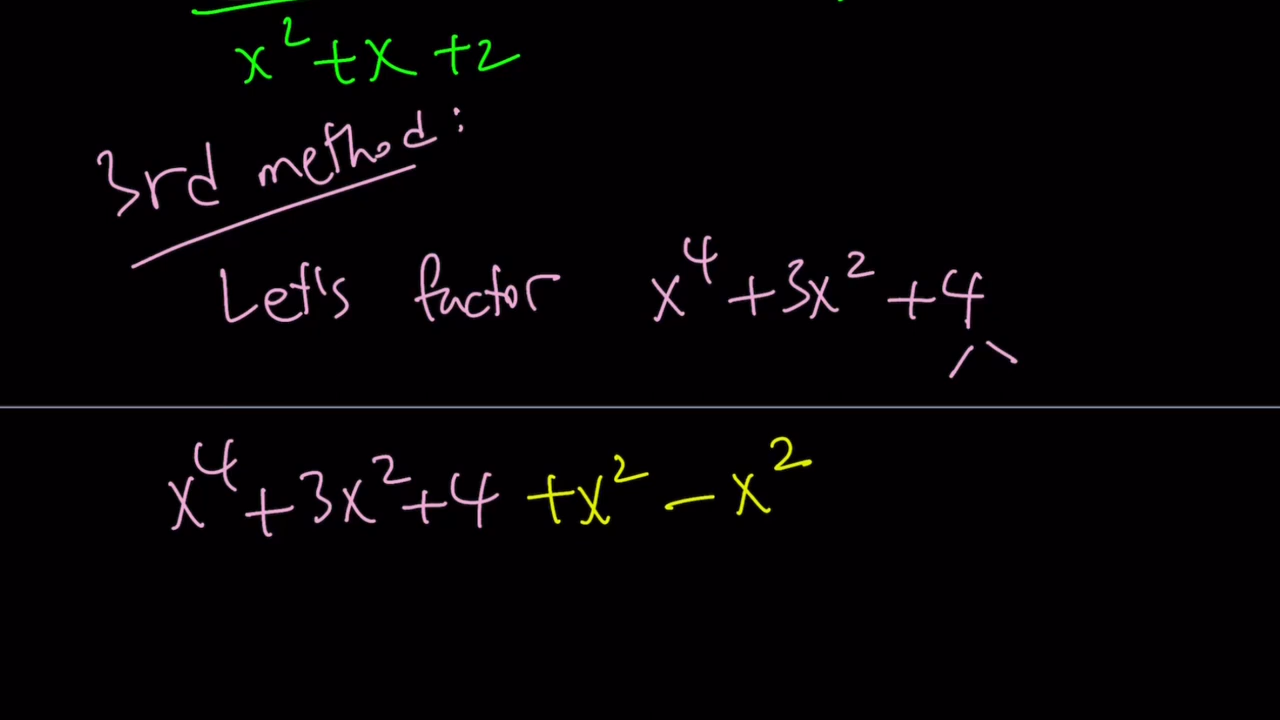 x² + x + 2
3rd method:
Let's factor x⁴ + 3x² + 4
x⁴ + 3x² + 4 + x² − x²